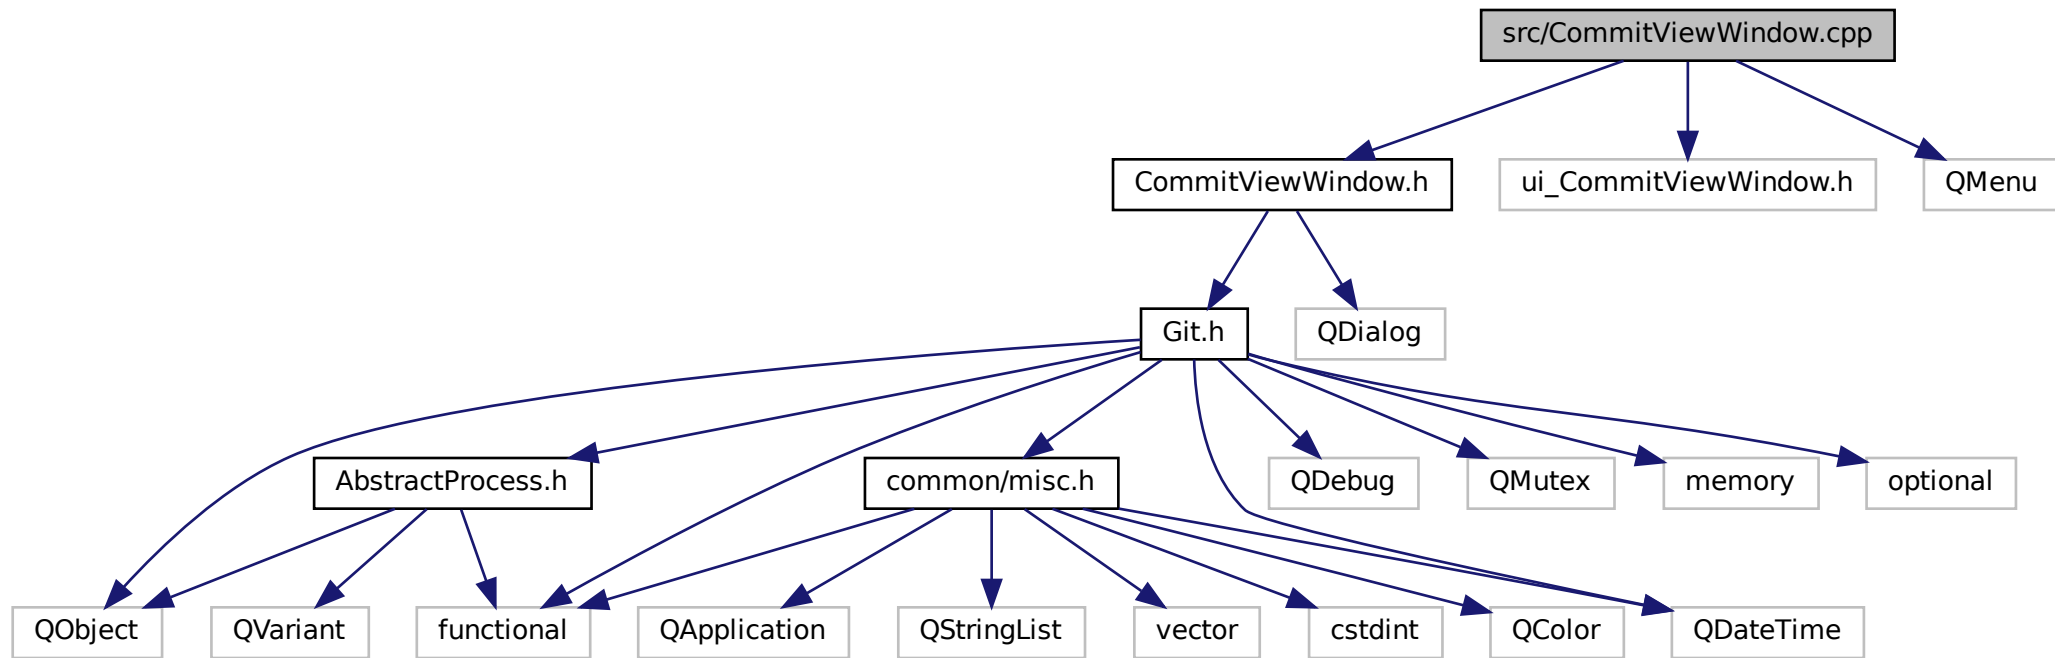 src/CommitViewWindow.cpp
CommitViewWindow.h
ui_CommitViewWindow.h
QMenu
Git.h
QDialog
AbstractProcess.h
common/misc.h
QDebug
QMutex
memory
optional
QObject
QVariant
functional
QApplication
QStringList
vector
cstdint
QColor
QDateTime